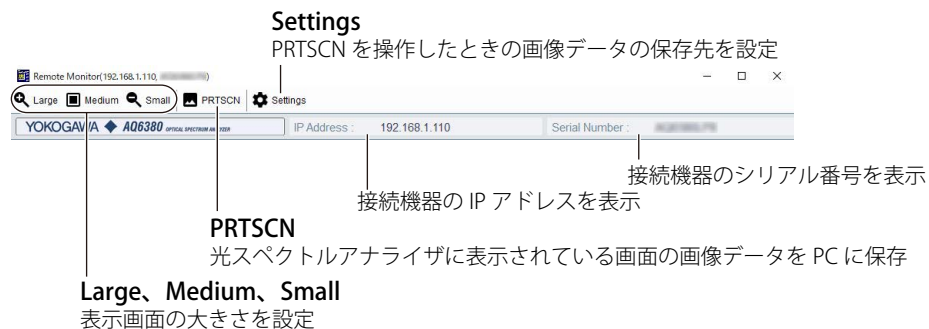 Settings
PRTSCN を操作したときの画像データの保存先を設定
Remote Monitor(192.168.1.110, )
Large Medium Small PRTSCN Settings
YOKOGAWA ◆ AQ6380 OPTICAL SPECTRUM ANALYZER IP Address : 192.168.1.110 Serial Number :
接続機器のシリアル番号を表示
接続機器の IP アドレスを表示
PRTSCN
光スペクトルアナライザに表示されている画面の画像データを PC に保存
Large、Medium、Small
表示画面の大きさを設定